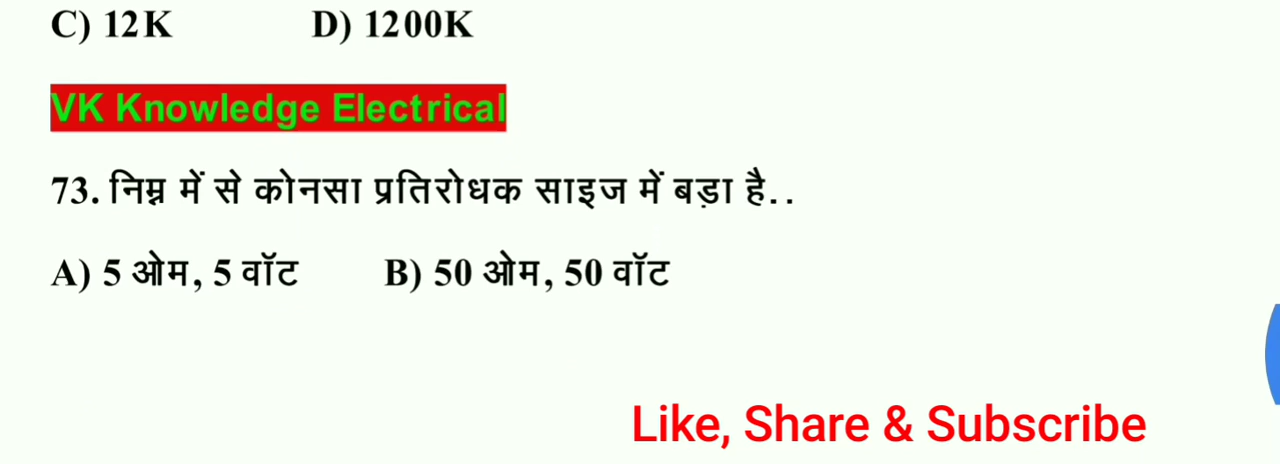 C) 12K D) 1200K
VK Knowledge Electrical
73. निम्न में से कोनसा प्रतिरोधक साइज में बड़ा है..
A) 5 ओम, 5 वॉट B) 50 ओम, 50 वॉट
Like, Share & Subscribe